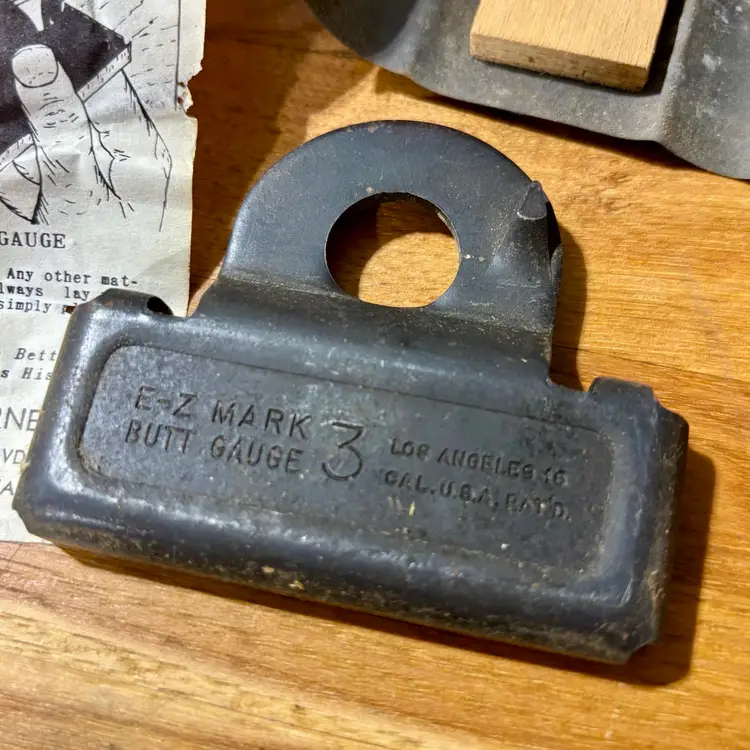 GAUGE
Any other mat-
lways lay
simply
Bett
s His
RNE
VD
E-Z MARK
BUTT GAUGE
3
LOS ANGELES 16
CAL. U.S.A. PAT'D.